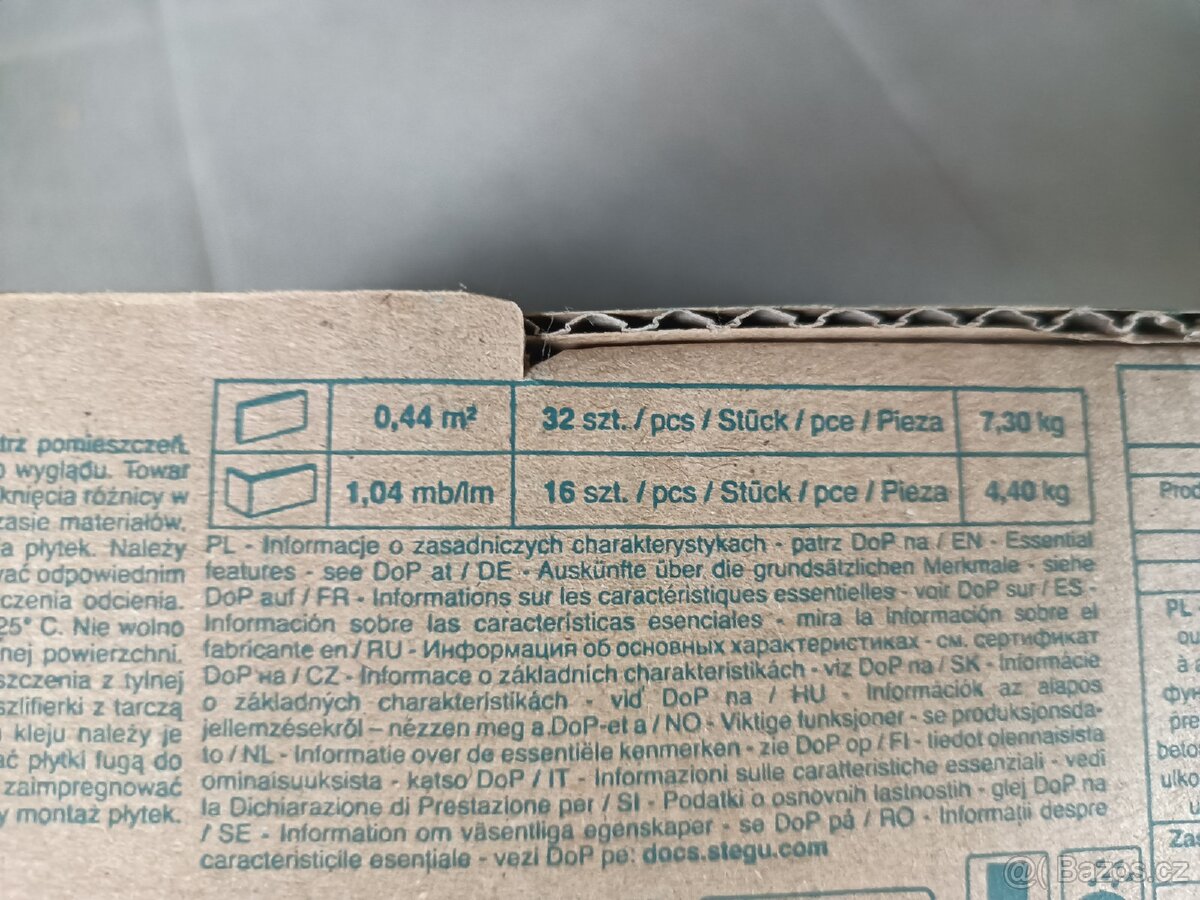 0,44 m² 32 szt./pcs/Stück/pce/Pieza 7,30 kg
1,04 mb/lm 16 szt./pcs/Stück/pce/Pieza 4,40 kg
trz pomieszczeń.
o wyglądu. Towar
knięcia różnicy w
zasie materiałów,
a płytek. Należy
wać odpowiednim
czenia odcienia.
25° C. Nie wolno
nej powierzchni.
szczenia z tylnej
szlifierki z tarczą
kleju należy je
ać płytki fugą do
zaimpregnować
y montaż płytek.
PL - Informacje o zasadniczych charakterystykach - patrz DoP na / EN - Essential
features - see DoP at / DE - Auskünfte über die grundsätzlichen Merkmale - siehe
DoP auf / FR - Informations sur les caractéristiques essentielles - voir DoP sur / ES -
Información sobre las características esenciales - mira la información sobre el
fabricante en / RU - Информация об основных характеристиках - см. сертификат
DoP на / CZ - Informace o základních charakteristikách - viz DoP na / SK - Informácie
o základných charakteristikách - viď DoP na / HU - Információk az alapos
jellemzésekről – nézzen meg a.DoP-et a / NO - Viktige funksjoner - se produksjonsda-
to / NL - Informatie over de essentiële kenmerken - zie DoP op / FI - tiedot olennaisista
ominaisuuksista - katso DoP / IT - Informazioni sulle caratteristiche essenziali - vedi
la Dichiarazione di Prestazione per / SI - Podatki o osnovnih lastnostih - glej DoP na
/ SE - Information om väsentliga egenskaper - se DoP på / RO - Informații despre
caracteristicile esențiale - vezi DoP pe: docs.stegu.com
PL
фу
beto
ulko
Zas
@( Bazos.cz